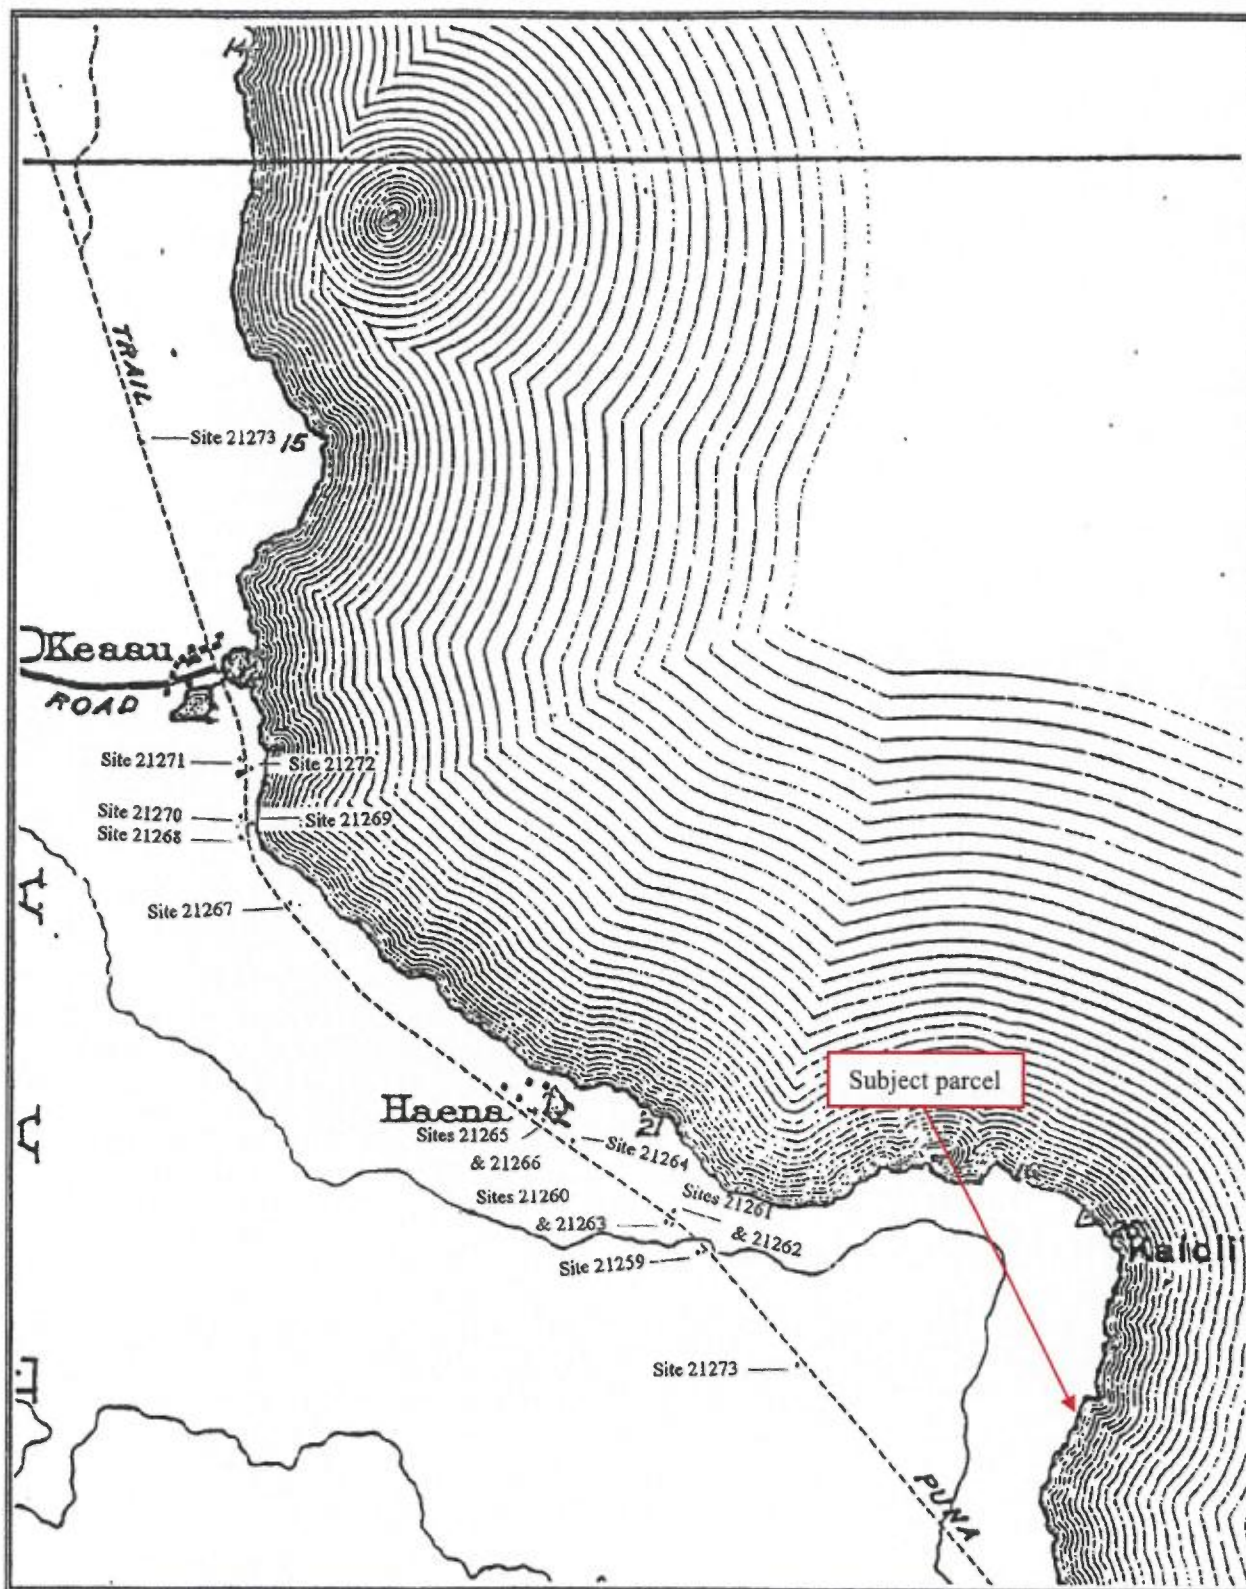 14
2
TRAIL
Site 21273
15
Keaau
ROAD
Site 21271
Site 21272
Site 21270
Site 21269
Site 21268
Site 21267
A
A
Subject parcel
Haena
21
Sites 21265
& 21266
Site 21264
Sites 21260
& 21263
Sites 21261
& 21262
Site 21259
Site 21273
PUNA